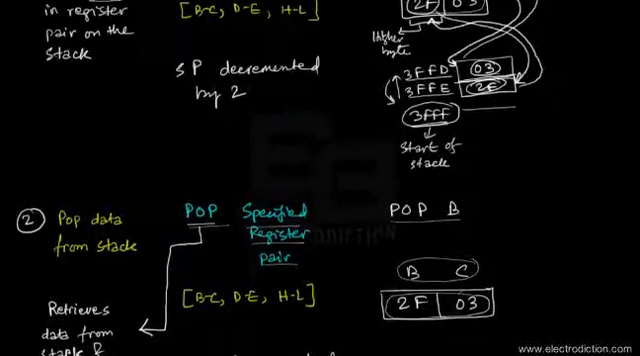 in register
pair on the
stack
[B-C, D-E, H-L]
SP decremented
by 2
2F 03
Higher
byte
3FFD 03
3FFE 2F
3FFF
Start of
stack
2 Pop data
from stack
POP Specified
Register
pair
[B-C, D-E, H-L]
POP B
B C
2F 03
Retrieves
data from
stack &
www.electrodiction.com